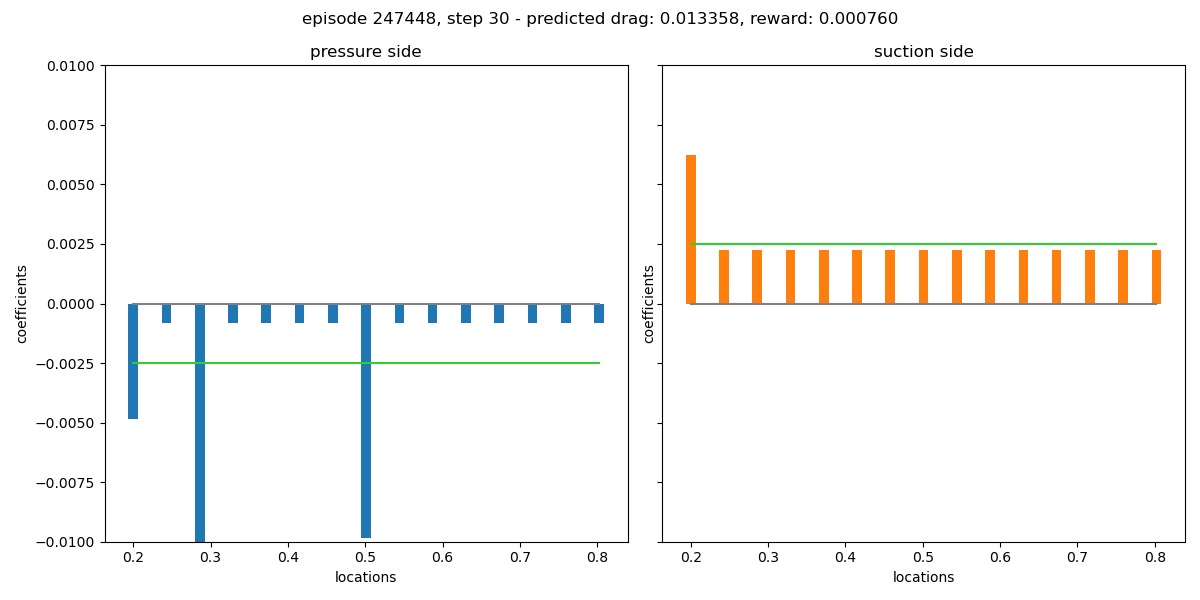 episode 247448, step 30 - predicted drag: 0.013358, reward: 0.000760
pressure side
suction side
0.0100
0.0075
0.0050
0.0025
0.0000
−0.0025
−0.0050
−0.0075
−0.0100
coefficients
coefficients
0.2 0.3 0.4 0.5 0.6 0.7 0.8
0.2 0.3 0.4 0.5 0.6 0.7 0.8
locations
locations